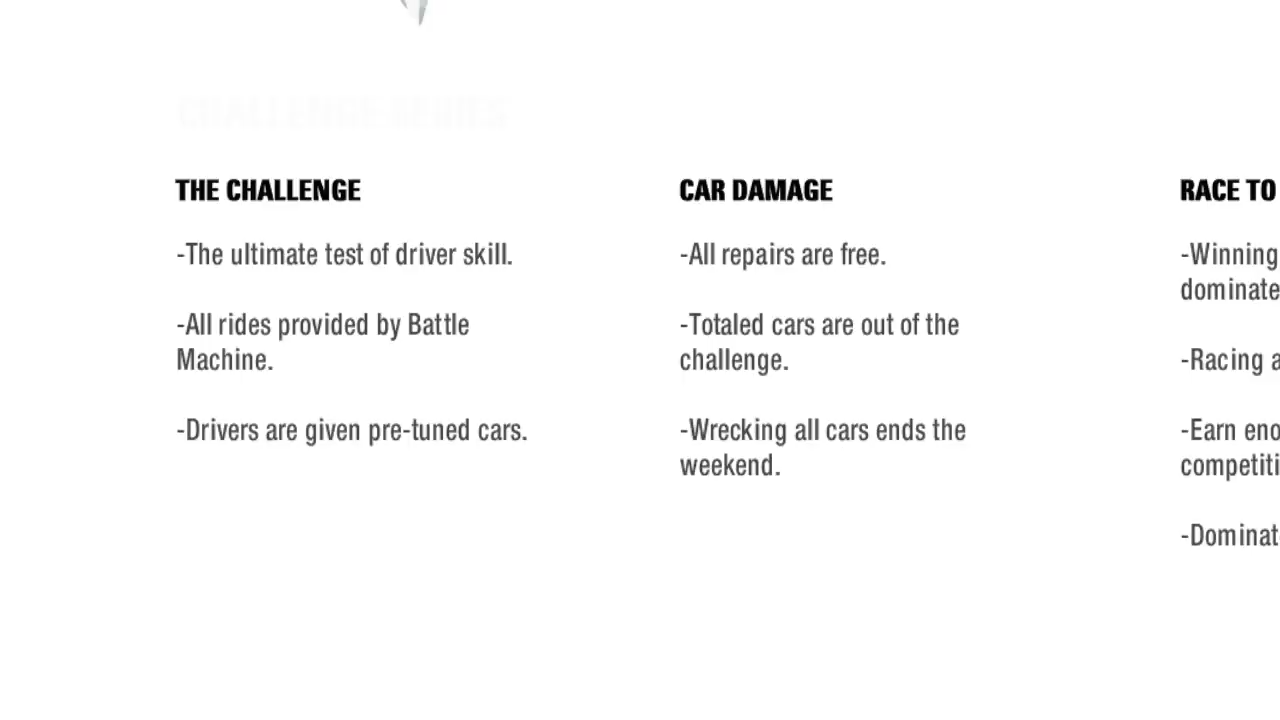 CHALLENGE SERIES
THE CHALLENGE
-The ultimate test of driver skill.
-All rides provided by Battle
Machine.
-Drivers are given pre-tuned cars.
CAR DAMAGE
-All repairs are free.
-Totaled cars are out of the
challenge.
-Wrecking all cars ends the
weekend.
RACE TO
-Winning
dominate
-Racing a
-Earn eno
competiti
-Dominat